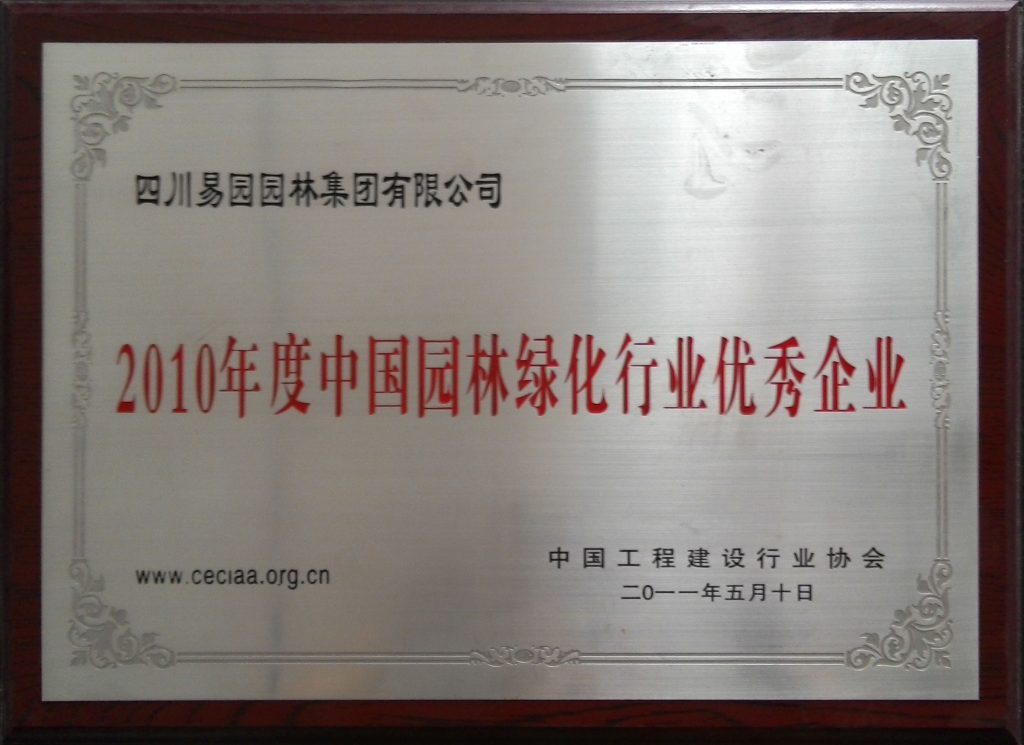 四川易园园林集团有限公司
2010年度中国园林绿化行业优秀企业
中国工程建设行业协会
www.ceciaa.org.cn
二0一一年五月十日